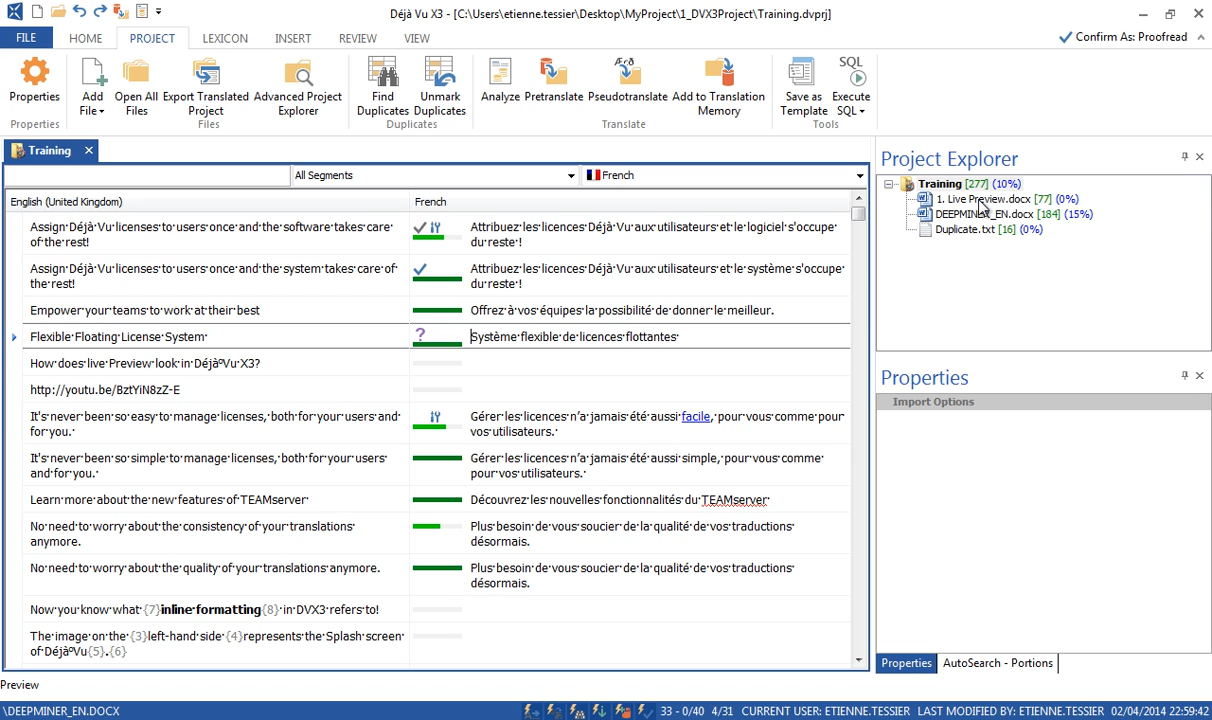 Déjà Vu X3 - [C:\Users\etienne.tessier\Desktop\MyProject\1_DVX3Project\Training.dvprj]
FILE HOME PROJECT LEXICON INSERT REVIEW VIEW Confirm As: Proofread
Properties
Add File
Open All Files
Export Translated Project
Advanced Project Explorer
Find Duplicates
Unmark Duplicates
Analyze
Pretranslate
Pseudotranslate
Add to Translation Memory
Save as Template
SQL
Execute SQL
Properties Files Duplicates Translate Tools
Training
All Segments French
English (United Kingdom) French
Assign·Déjà·Vu·licenses·to·users·once·and·the·software·takes·care·
of·the·rest!
Attribuez·les·licences·Déjà·Vu·aux·utilisateurs·et·le·logiciel·s'occupe·
du·reste·!
Assign·Déjà·Vu·licenses·to·users·once·and·the·system·takes·care·of·
the·rest!
Attribuez·les·licences·Déjà·Vu·aux·utilisateurs·et·le·système·s'occupe·
du·reste·!
Empower·your·teams·to·work·at·their·best
Offrez·à·vos·équipes·la·possibilité·de·donner·le·meilleur.
Flexible·Floating·License·System·
?
Système·flexible·de·licences·flottantes·
How·does·live·Preview·look·in·DéjàºVu·X3?
http://youtu.be/BztYiN8zZ-E
It's·never·been·so·easy·to·manage·licenses,·both·for·your·users·and·
for·you.·
Gérer·les·licences·n'a·jamais·été·aussi·facile,·pour·vous·comme·pour·
vos·utilisateurs.·
It's·never·been·so·simple·to·manage·licenses,·both·for·your·users·
and·for·you.·
Gérer·les·licences·n'a·jamais·été·aussi·simple,·pour·vous·comme·
pour·vos·utilisateurs.·
Learn·more·about·the·new·features·of·TEAMserver·
Découvrez·les·nouvelles·fonctionnalités·du·TEAMserver·
No·need·to·worry·about·the·consistency·of·your·translations·
anymore.
Plus·besoin·de·vous·soucier·de·la·qualité·de·vos·traductions·
désormais.
No·need·to·worry·about·the·quality·of·your·translations·anymore.
Plus·besoin·de·vous·soucier·de·la·qualité·de·vos·traductions·
désormais.
Now·you·know·what·{7}inline·formatting{8}·in·DVX3·refers·to!
The·image·on·the·{3}left-hand·side·{4}represents·the·Splash·screen·
of·DéjàºVu{5}.{6}
Project Explorer
Training [277] (10%)
1. Live Preview.docx [77] (0%)
DEEPMINER_EN.docx [184] (15%)
Duplicate.txt [16] (0%)
Properties
Import Options
Properties AutoSearch - Portions
Preview
\DEEPMINER_EN.DOCX 33 - 0/40 4/31 CURRENT USER: ETIENNE.TESSIER LAST MODIFIED BY: ETIENNE.TESSIER 02/04/2014 22:59:42